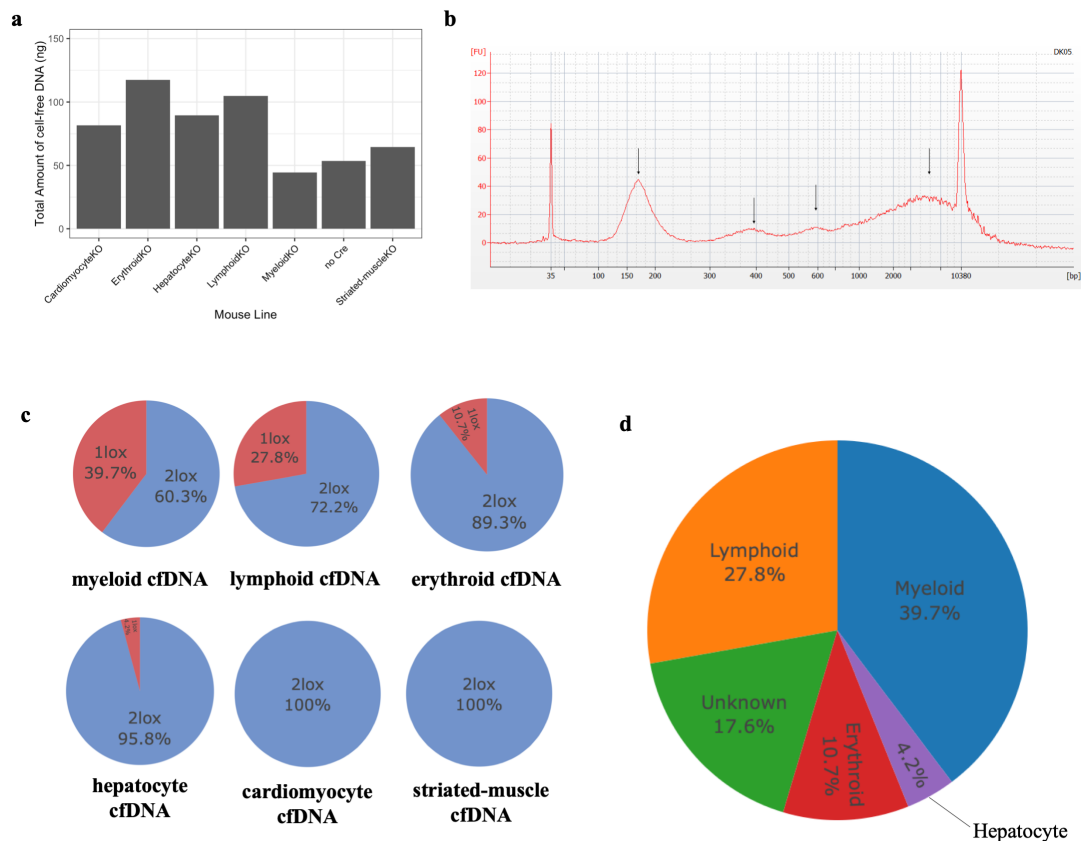 a
Total Amount of cell-free DNA (ng)
150
100
50
0
CardiomyocyteKO
ErythroidKO
HepatocyteKO
LymphoidKO
MyeloidKO
no Cre
Striated-muscleKO
Mouse Line
b
[FU]
DK05
120
100
80
60
40
20
0
35 100 150 200 300 400 600 1000 2000 10380 [bp]
c
1lox
39.7%
2lox
60.3%
myeloid cfDNA
1lox
27.8%
2lox
72.2%
lymphoid cfDNA
1lox
10.7%
2lox
89.3%
erythroid cfDNA
1lox
4.2%
2lox
95.8%
hepatocyte
cfDNA
2lox
100%
cardiomyocyte
cfDNA
2lox
100%
striated-muscle
cfDNA
d
Lymphoid
27.8%
Myeloid
39.7%
Unknown
17.6%
Erythroid
10.7%
4.2%
Hepatocyte